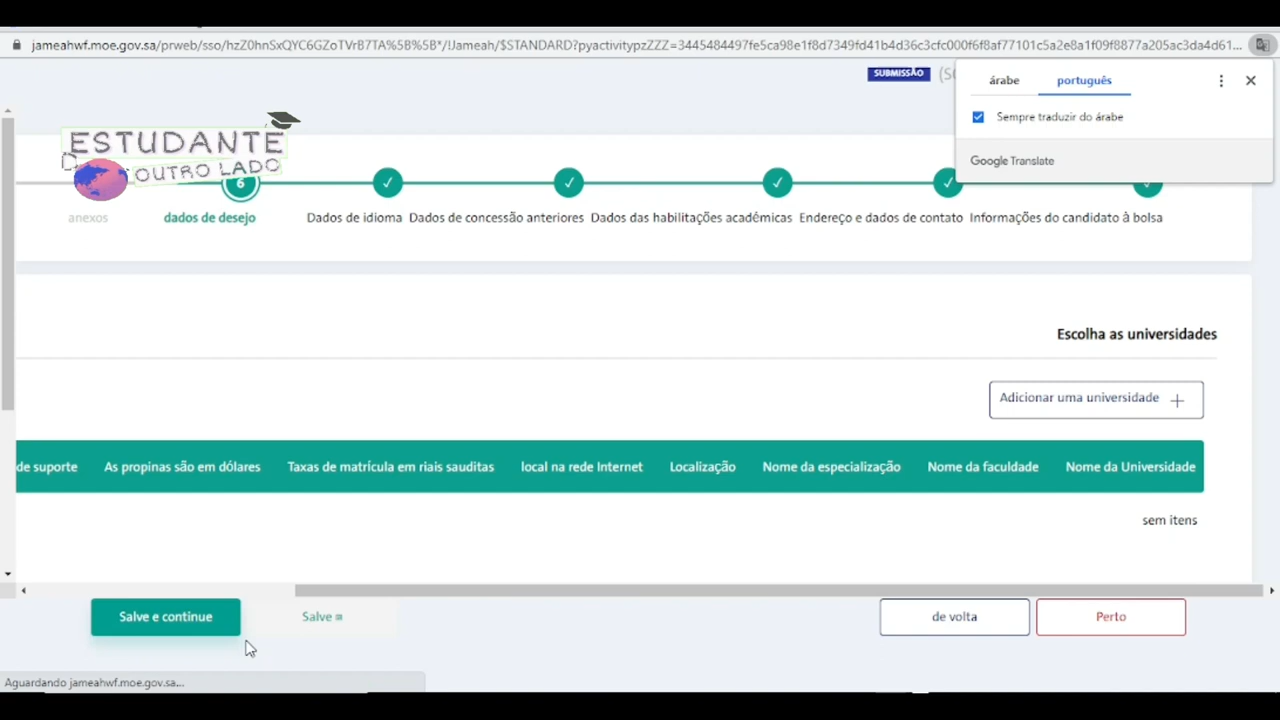 jameahwf.moe.gov.sa/prweb/sso/hzZ0hnSxQYC6GZoTVrB7TA%5B%5B*/!Jameah/$STANDARD?pyactivitypzZZZ=3445484497fe5ca98e1f8d7349fd41b4d36c3cfc000f6f8af77101c5a2e8a1f09f8877a205ac3da4d61...
SUBMISSÃO
árabe português
Sempre traduzir do árabe
Google Translate
ESTUDANTE
DO OUTRO LADO
6
anexos dados de desejo Dados de idioma Dados de concessão anteriores Dados das habilitações académicas Endereço e dados de contato Informações do candidato à bolsa
Escolha as universidades
Adicionar uma universidade +
de suporte As propinas são em dólares Taxas de matrícula em riais sauditas local na rede Internet Localização Nome da especialização Nome da faculdade Nome da Universidade
sem itens
Salve e continue Salve de volta Perto
Aguardando jameahwf.moe.gov.sa...